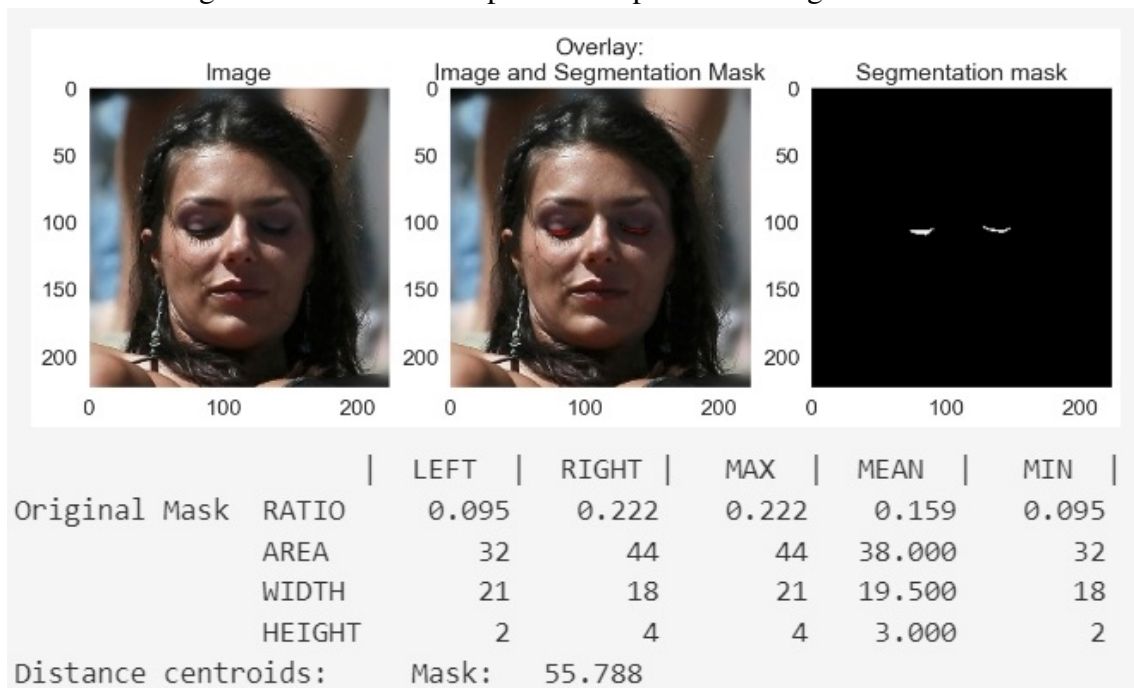 Overlay:
Image
Image and Segmentation Mask
Segmentation mask
0
50
100
150
200
0 100 200
0
50
100
150
200
0 100 200
0
50
100
150
200
0 100 200
| LEFT | RIGHT | MAX | MEAN | MIN |
Original Mask RATIO 0.095 0.222 0.222 0.159 0.095
AREA 32 44 44 38.000 32
WIDTH 21 18 21 19.500 18
HEIGHT 2 4 4 3.000 2
Distance centroids: Mask: 55.788